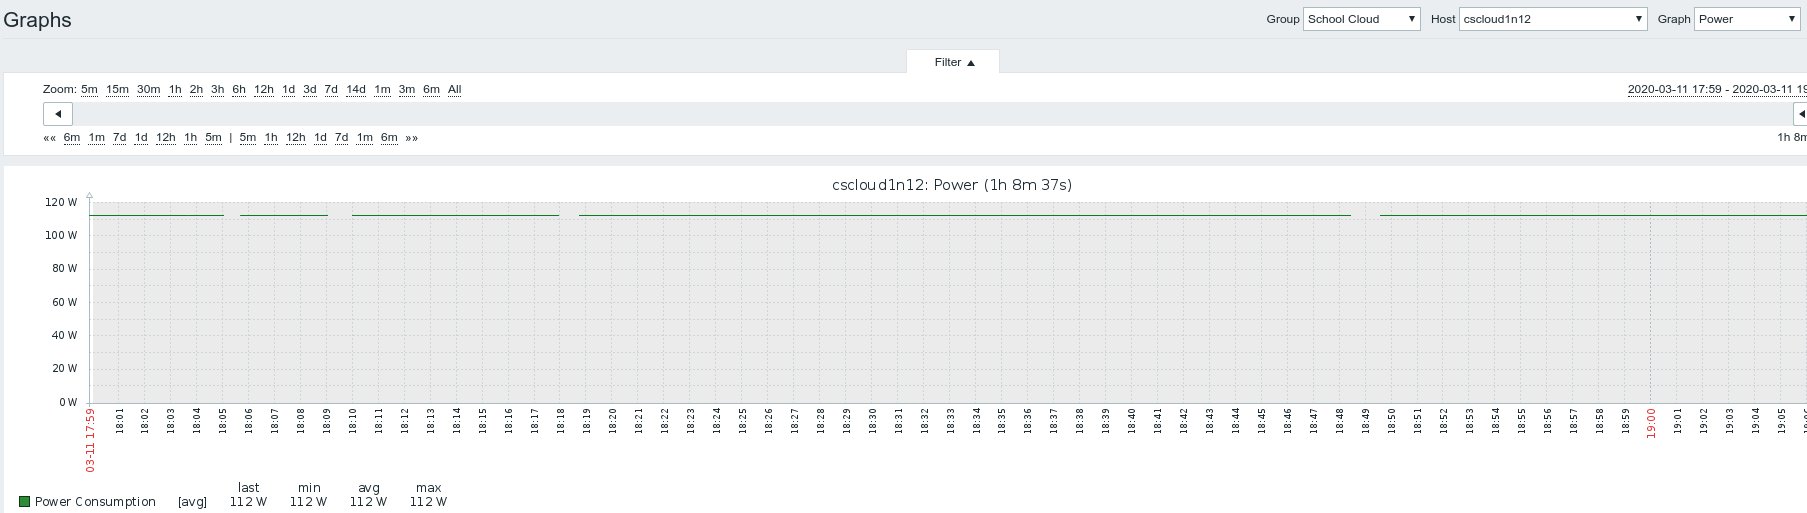 Graphs Group School Cloud Host cscloud1n12 Graph Power
Filter
Zoom: 5m 15m 30m 1h 2h 3h 6h 12h 1d 3d 7d 14d 1m 3m 6m All 2020-03-11 17:59 - 2020-03-11 19
«« 6m 1m 7d 1d 12h 1h 5m | 5m 1h 12h 1d 7d 1m 6m »» 1h 8m
cscloud1n12: Power (1h 8m 37s)
120 W
100 W
80 W
60 W
40 W
20 W
0 W
03-11 17:59 18:01 18:02 18:03 18:04 18:05 18:06 18:07 18:08 18:09 18:10 18:11 18:12 18:13 18:14 18:15 18:16 18:17 18:18 18:19 18:20 18:21 18:22 18:23 18:24 18:25 18:26 18:27 18:28 18:29 18:30 18:31 18:32 18:33 18:34 18:35 18:36 18:37 18:38 18:39 18:40 18:41 18:42 18:43 18:44 18:45 18:46 18:47 18:48 18:49 18:50 18:51 18:52 18:53 18:54 18:55 18:56 18:57 18:58 18:59 19:00 19:01 19:02 19:03 19:04 19:05
last min avg max
Power Consumption [avg] 112 W 112 W 112 W 112 W